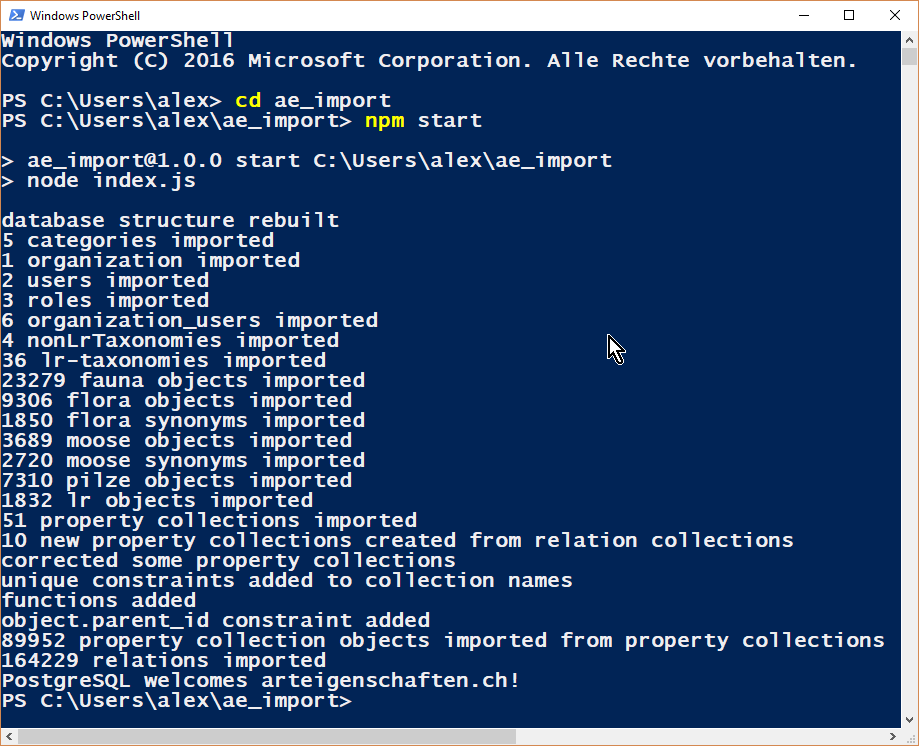 Windows PowerShell
Windows PowerShell
Copyright (C) 2016 Microsoft Corporation. Alle Rechte vorbehalten.
PS C:\Users\alex> cd ae_import
PS C:\Users\alex\ae_import> npm start
> ae_import@1.0.0 start C:\Users\alex\ae_import
> node index.js
database structure rebuilt
5 categories imported
1 organization imported
2 users imported
3 roles imported
6 organization_users imported
4 nonLrTaxonomies imported
36 lr-taxonomies imported
23279 fauna objects imported
9306 flora objects imported
1850 flora synonyms imported
3689 moose objects imported
2720 moose synonyms imported
7310 pilze objects imported
1832 lr objects imported
51 property collections imported
10 new property collections created from relation collections
corrected some property collections
unique constraints added to collection names
functions added
object.parent_id constraint added
89952 property collection objects imported from property collections
164229 relations imported
PostgreSQL welcomes arteigenschaften.ch!
PS C:\Users\alex\ae_import>